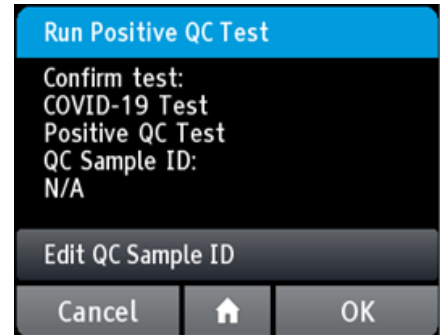 Run Positive QC Test
Confirm test:
COVID-19 Test
Positive QC Test
QC Sample ID:
N/A
Edit QC Sample ID
Cancel
OK